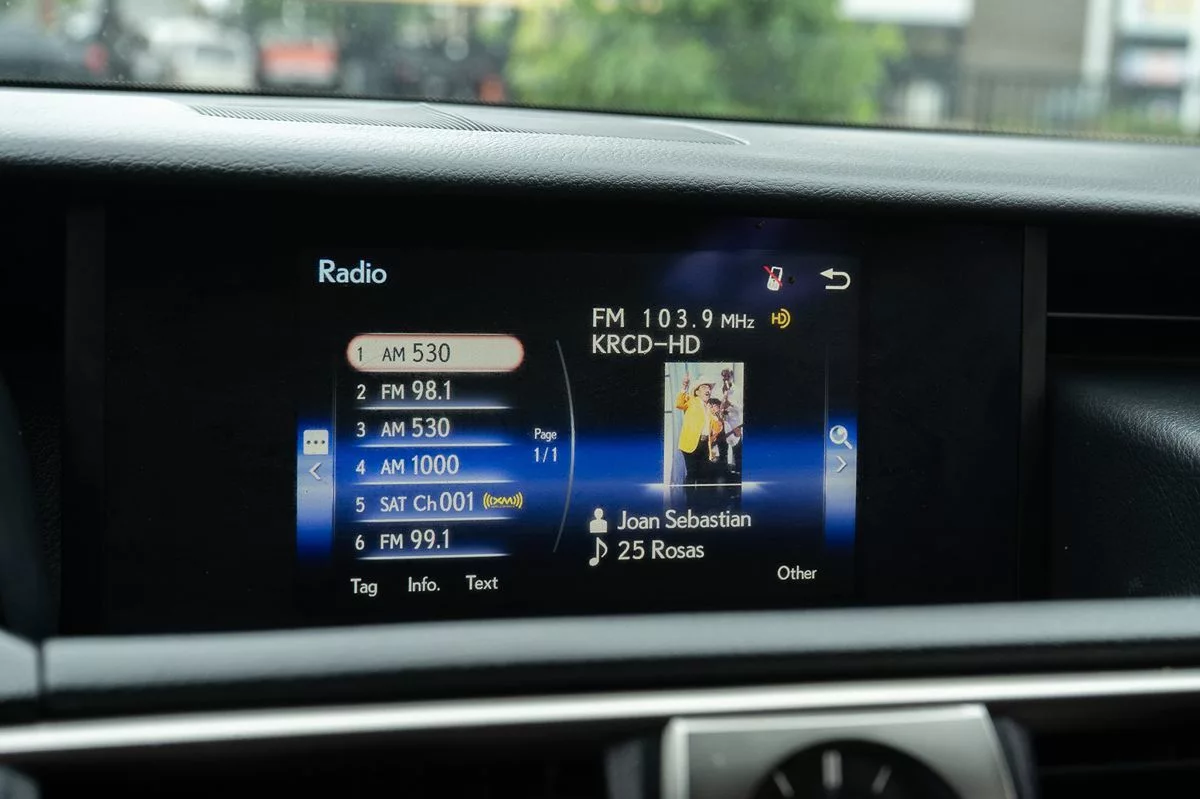 Radio
1 AM 530
2 FM 98.1
3 AM 530
4 AM 1000
5 SAT Ch 001 ((XM))
6 FM 99.1
Page
1/1
Tag Info. Text
FM 103.9 MHz HD
KRCD-HD
Joan Sebastian
25 Rosas
Other